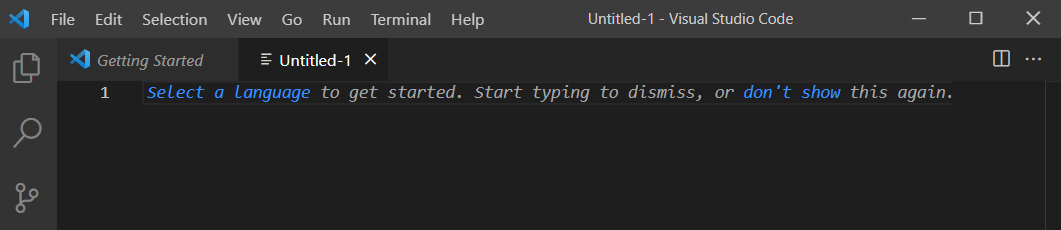 File Edit Selection View Go Run Terminal Help Untitled-1 - Visual Studio Code
Getting Started Untitled-1
1 Select a language to get started. Start typing to dismiss, or don't show this again.